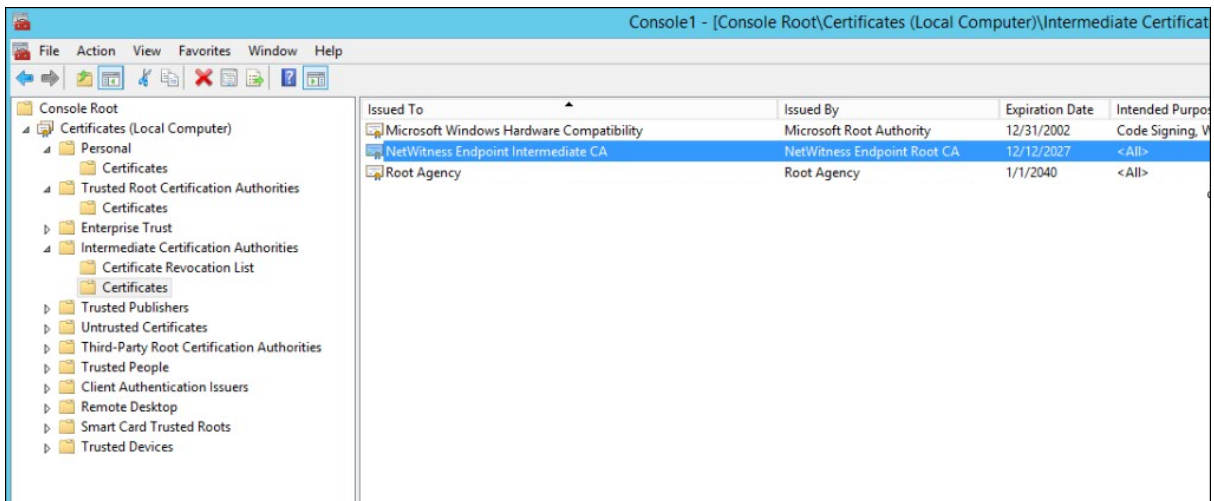 Console1 - [Console Root\Certificates (Local Computer)\Intermediate Certificat
File Action View Favorites Window Help
Console Root
Certificates (Local Computer)
Personal
Certificates
Trusted Root Certification Authorities
Certificates
Enterprise Trust
Intermediate Certification Authorities
Certificate Revocation List
Certificates
Trusted Publishers
Untrusted Certificates
Third-Party Root Certification Authorities
Trusted People
Client Authentication Issuers
Remote Desktop
Smart Card Trusted Roots
Trusted Devices
Issued To Issued By Expiration Date Intended Purpos
Microsoft Windows Hardware Compatibility Microsoft Root Authority 12/31/2002 Code Signing, W
NetWitness Endpoint Intermediate CA NetWitness Endpoint Root CA 12/12/2027 <All>
Root Agency Root Agency 1/1/2040 <All>